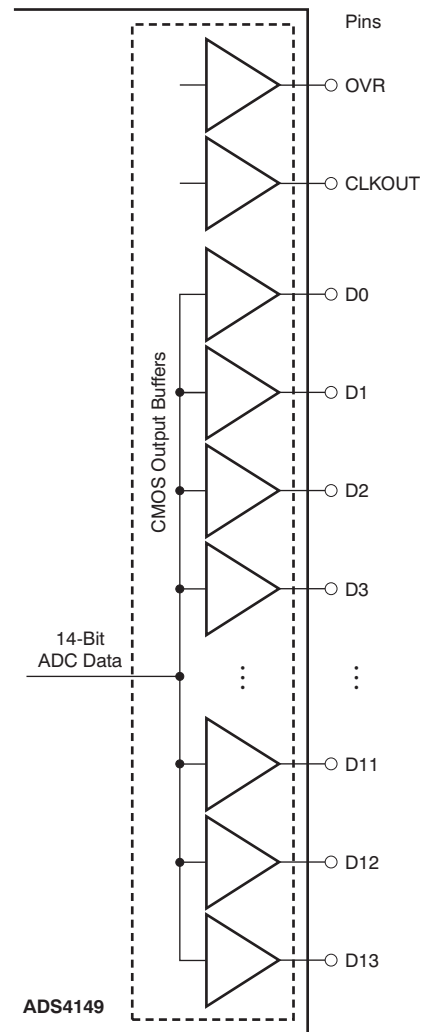 Pins
OVR
CLKOUT
D0
CMOS Output Buffers
D1
D2
D3
14-Bit
ADC Data
⋮
⋮
D11
D12
D13
ADS4149